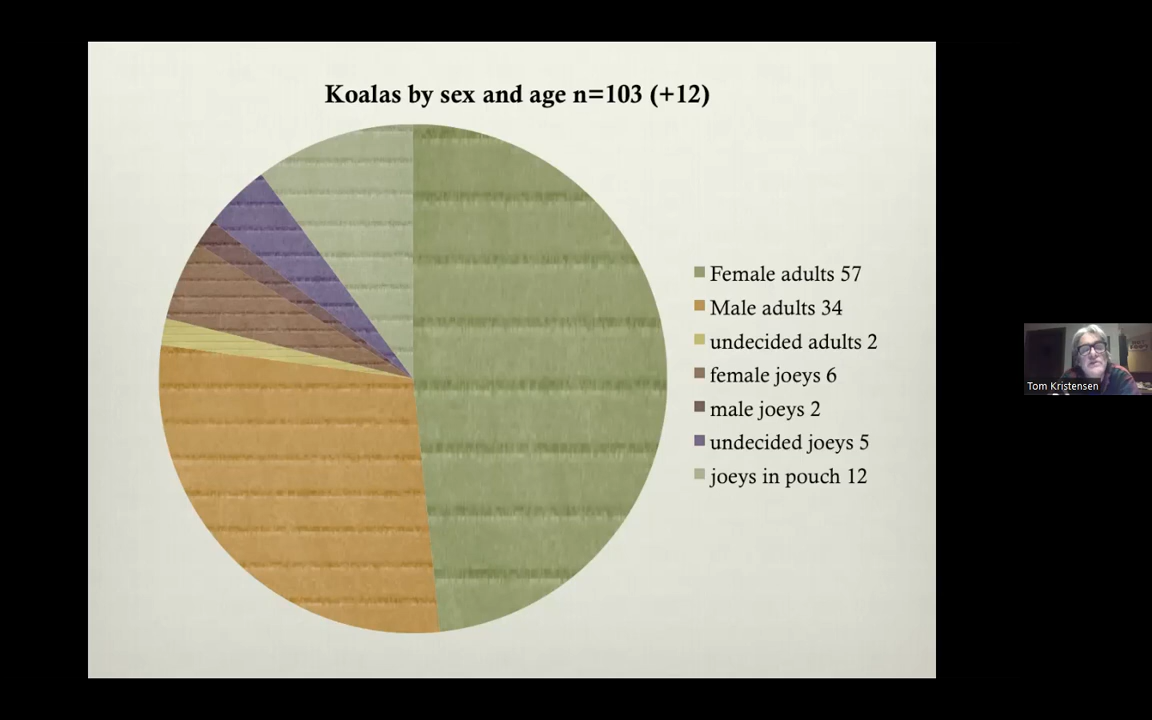 Koalas by sex and age n=103 (+12)
Female adults 57
Male adults 34
undecided adults 2
female joeys 6
male joeys 2
undecided joeys 5
joeys in pouch 12
Tom Kristensen